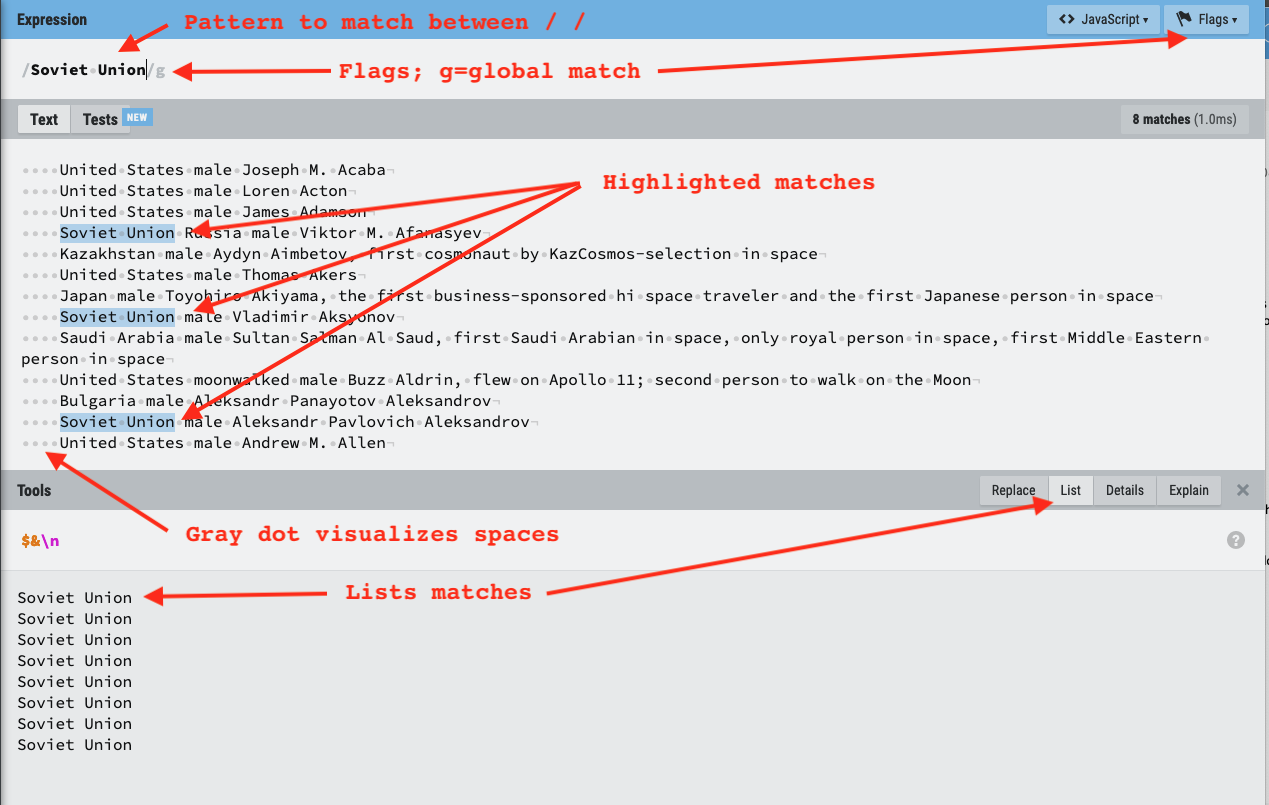 Expression
Pattern to match between / /
<> JavaScript ▾
Flags ▾
/Soviet·Union/g
Flags; g=global match
Text
Tests
NEW
8 matches (1.0ms)
Highlighted matches
····United·States·male·Joseph·M.·Acaba¬
····United·States·male·Loren·Acton¬
····United·States·male·James·Adamson¬
····Soviet·Union·Russia·male·Viktor·M.·Afanasyev¬
····Kazakhstan·male·Aydyn·Aimbetov,·first·cosmonaut·by·KazCosmos-selection·in·space¬
····United·States·male·Thomas·Akers¬
····Japan·male·Toyohiro·Akiyama,·the·first·business-sponsored·hi·space·traveler·and·the·first·Japanese·person·in·space¬
····Soviet·Union·male·Vladimir·Aksyonov¬
····Saudi·Arabia·male·Sultan·Salman·Al·Saud,·first·Saudi·Arabian·in·space,·only·royal·person·in·space,·first·Middle·Eastern·
person·in·space¬
····United·States·moonwalked·male·Buzz·Aldrin,·flew·on·Apollo·11;·second·person·to·walk·on·the·Moon¬
····Bulgaria·male·Aleksandr·Panayotov·Aleksandrov¬
····Soviet·Union·male·Aleksandr·Pavlovich·Aleksandrov¬
····United·States·male·Andrew·M.·Allen¬
Tools
Replace
List
Details
Explain
×
Gray dot visualizes spaces
$&\n
?
Lists matches
Soviet Union
Soviet Union
Soviet Union
Soviet Union
Soviet Union
Soviet Union
Soviet Union
Soviet Union